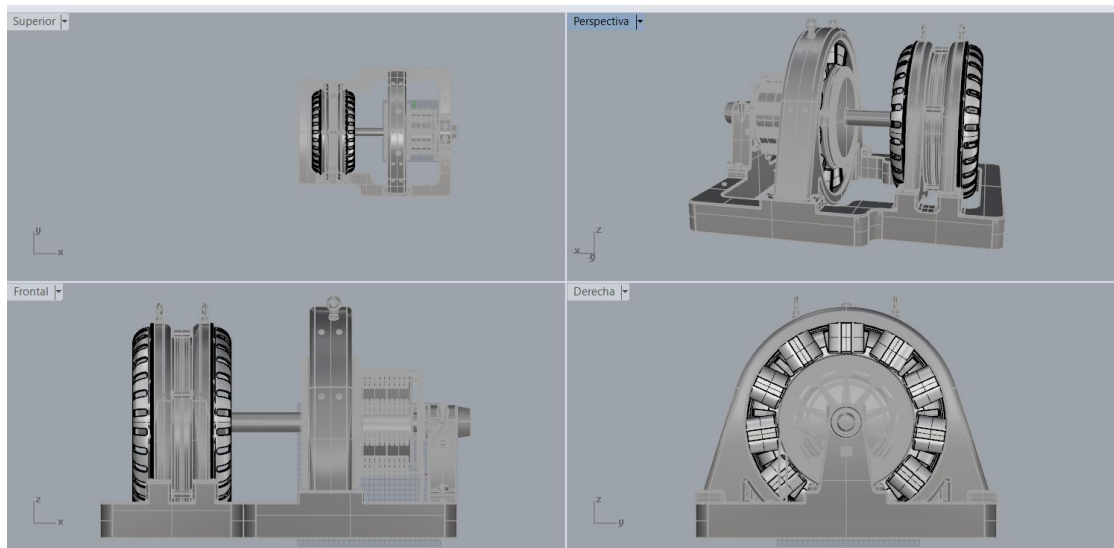 Superior
y
x
Perspectiva
z
x
y
Frontal
z
x
Derecha
z
y